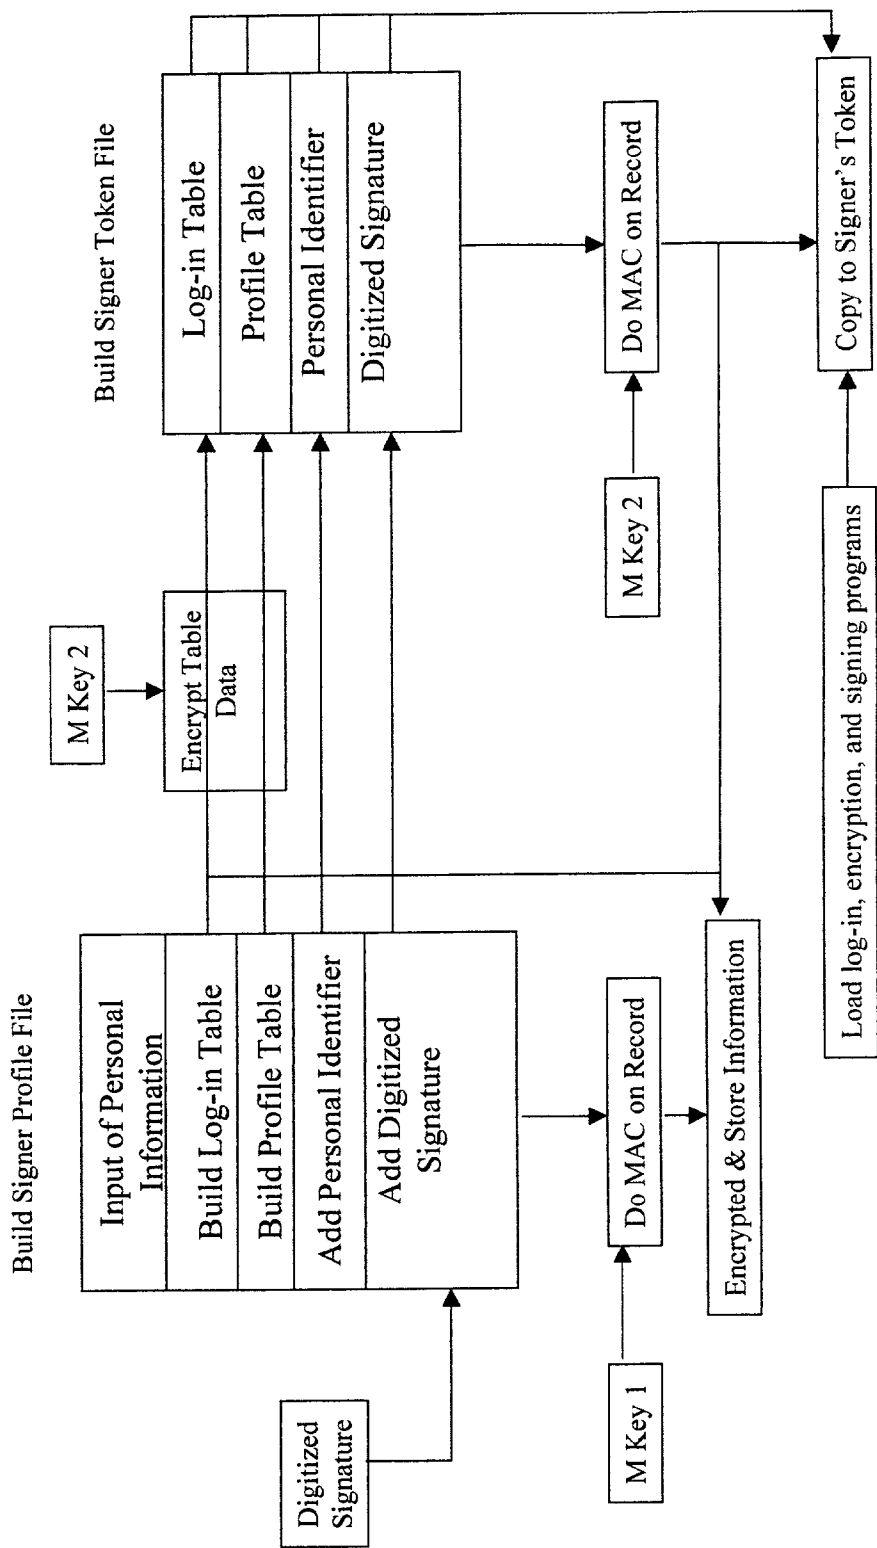 Build Signer Profile File
Input of Personal
Information
Build Log-in Table
Build Profile Table
Add Personal Identifier
Add Digitized
Signature
Digitized
Signature
M Key 1
Do MAC on Record
Encrypted & Store Information
M Key 2
Encrypt Table
Data
Build Signer Token File
Log-in Table
Profile Table
Personal Identifier
Digitized Signature
M Key 2
Do MAC on Record
Copy to Signer's Token
Load log-in, encryption, and signing programs